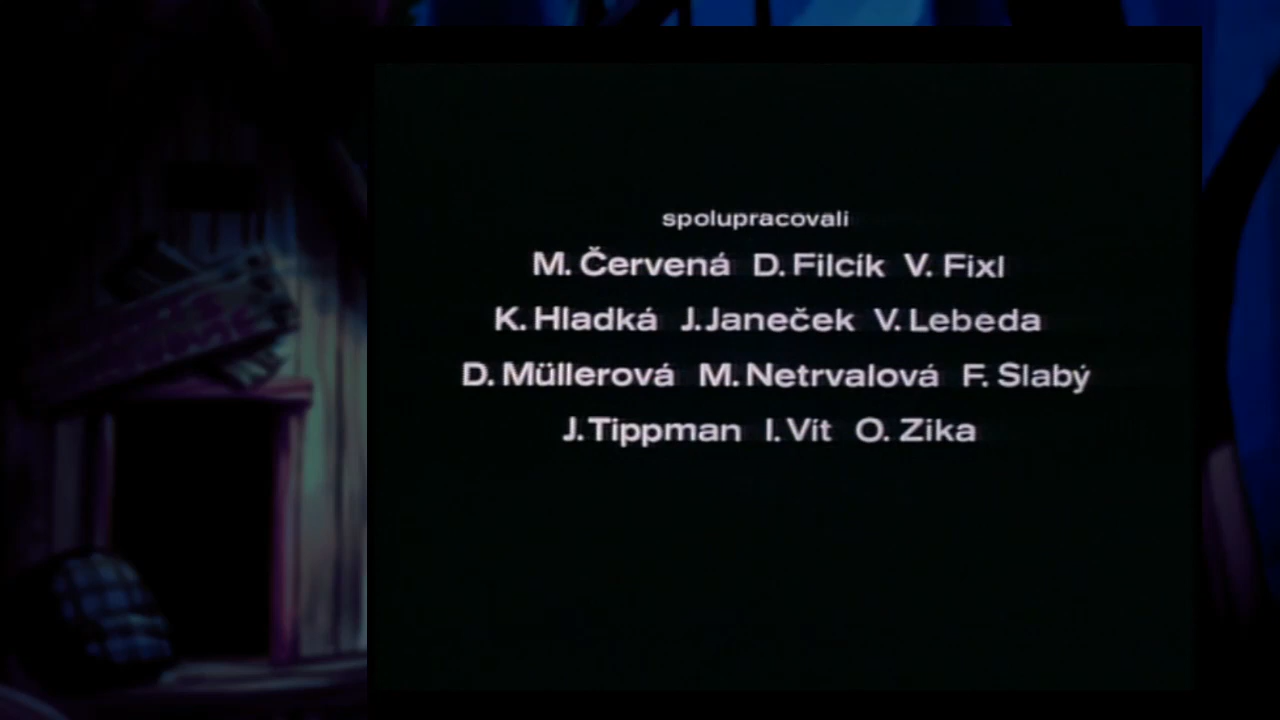 spolupracovali
M. Červená D. Filcík V. Fixl
K. Hladká J. Janeček V. Lebeda
D. Müllerová M. Netrvalová F. Slabý
J. Tippman I. Vít O. Zika